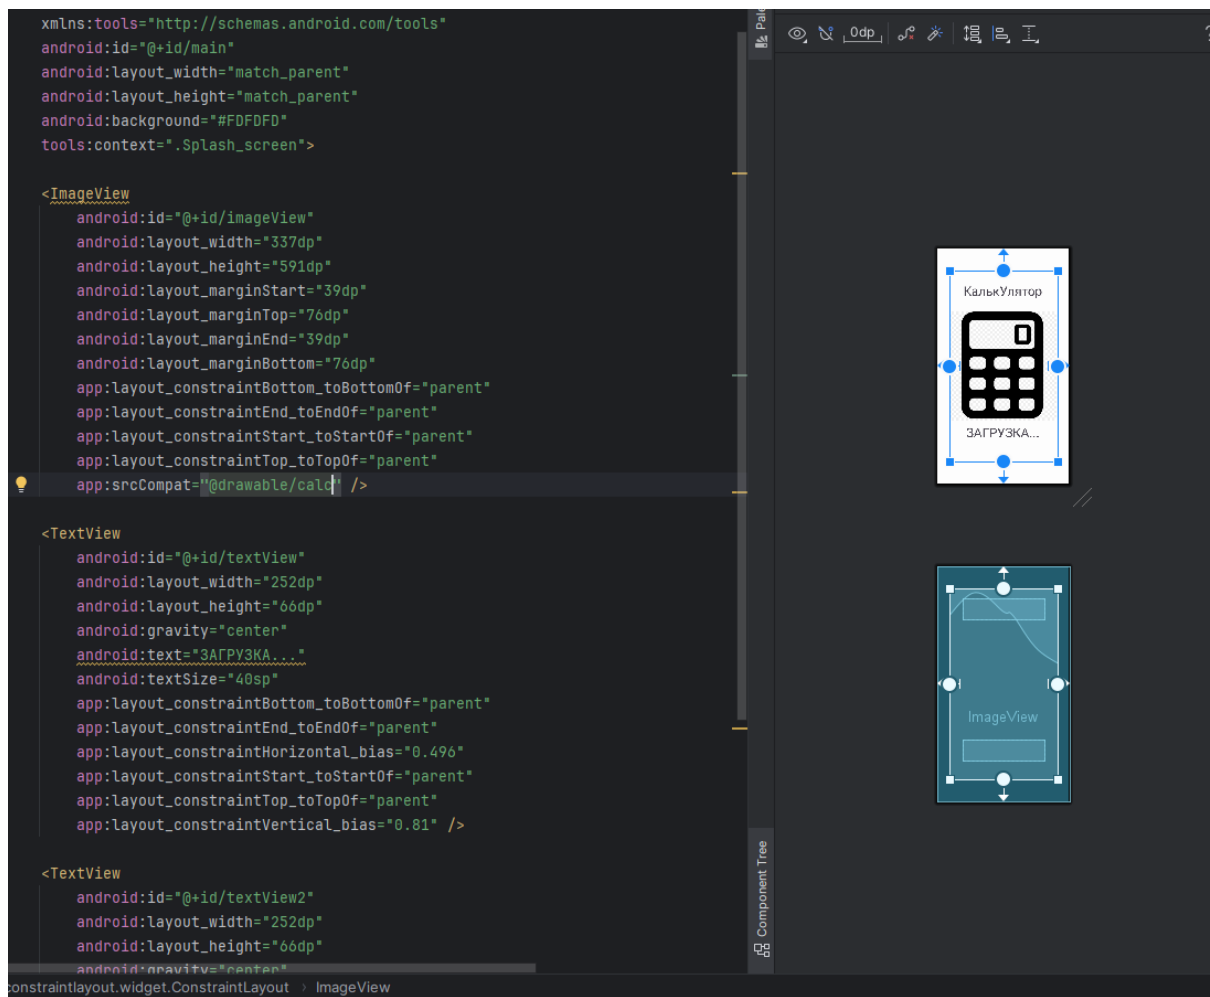 xmlns:tools="http://schemas.android.com/tools"
android:id="@+id/main"
android:layout_width="match_parent"
android:layout_height="match_parent"
android:background="#FDFDFD"
tools:context=".Splash_screen">
<ImageView
android:id="@+id/imageView"
android:layout_width="337dp"
android:layout_height="591dp"
android:layout_marginStart="39dp"
android:layout_marginTop="76dp"
android:layout_marginEnd="39dp"
android:layout_marginBottom="76dp"
app:layout_constraintBottom_toBottomOf="parent"
app:layout_constraintEnd_toEndOf="parent"
app:layout_constraintStart_toStartOf="parent"
app:layout_constraintTop_toTopOf="parent"
app:srcCompat="@drawable/calc" />
<TextView
android:id="@+id/textView"
android:layout_width="252dp"
android:layout_height="66dp"
android:gravity="center"
android:text="ЗАГРУЗКА..."
android:textSize="40sp"
app:layout_constraintBottom_toBottomOf="parent"
app:layout_constraintEnd_toEndOf="parent"
app:layout_constraintHorizontal_bias="0.496"
app:layout_constraintStart_toStartOf="parent"
app:layout_constraintTop_toTopOf="parent"
app:layout_constraintVertical_bias="0.81" />
<TextView
android:id="@+id/textView2"
android:layout_width="252dp"
android:layout_height="66dp"
android:gravity="center"
constraintlayout.widget.ConstraintLayout › ImageView
Pale
Component Tree
0dp
КалькУлятор
0
ЗАГРУЗКА...
ImageView